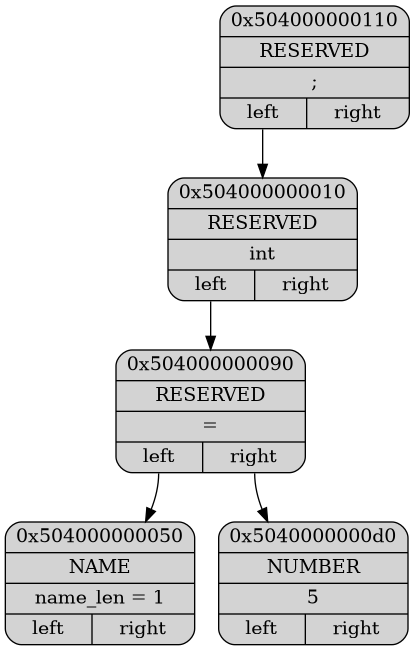 0x504000000110
RESERVED
;
left right
0x504000000010
RESERVED
int
left right
0x504000000090
RESERVED
=
left right
0x504000000050
NAME
name_len = 1
left right
0x5040000000d0
NUMBER
5
left right